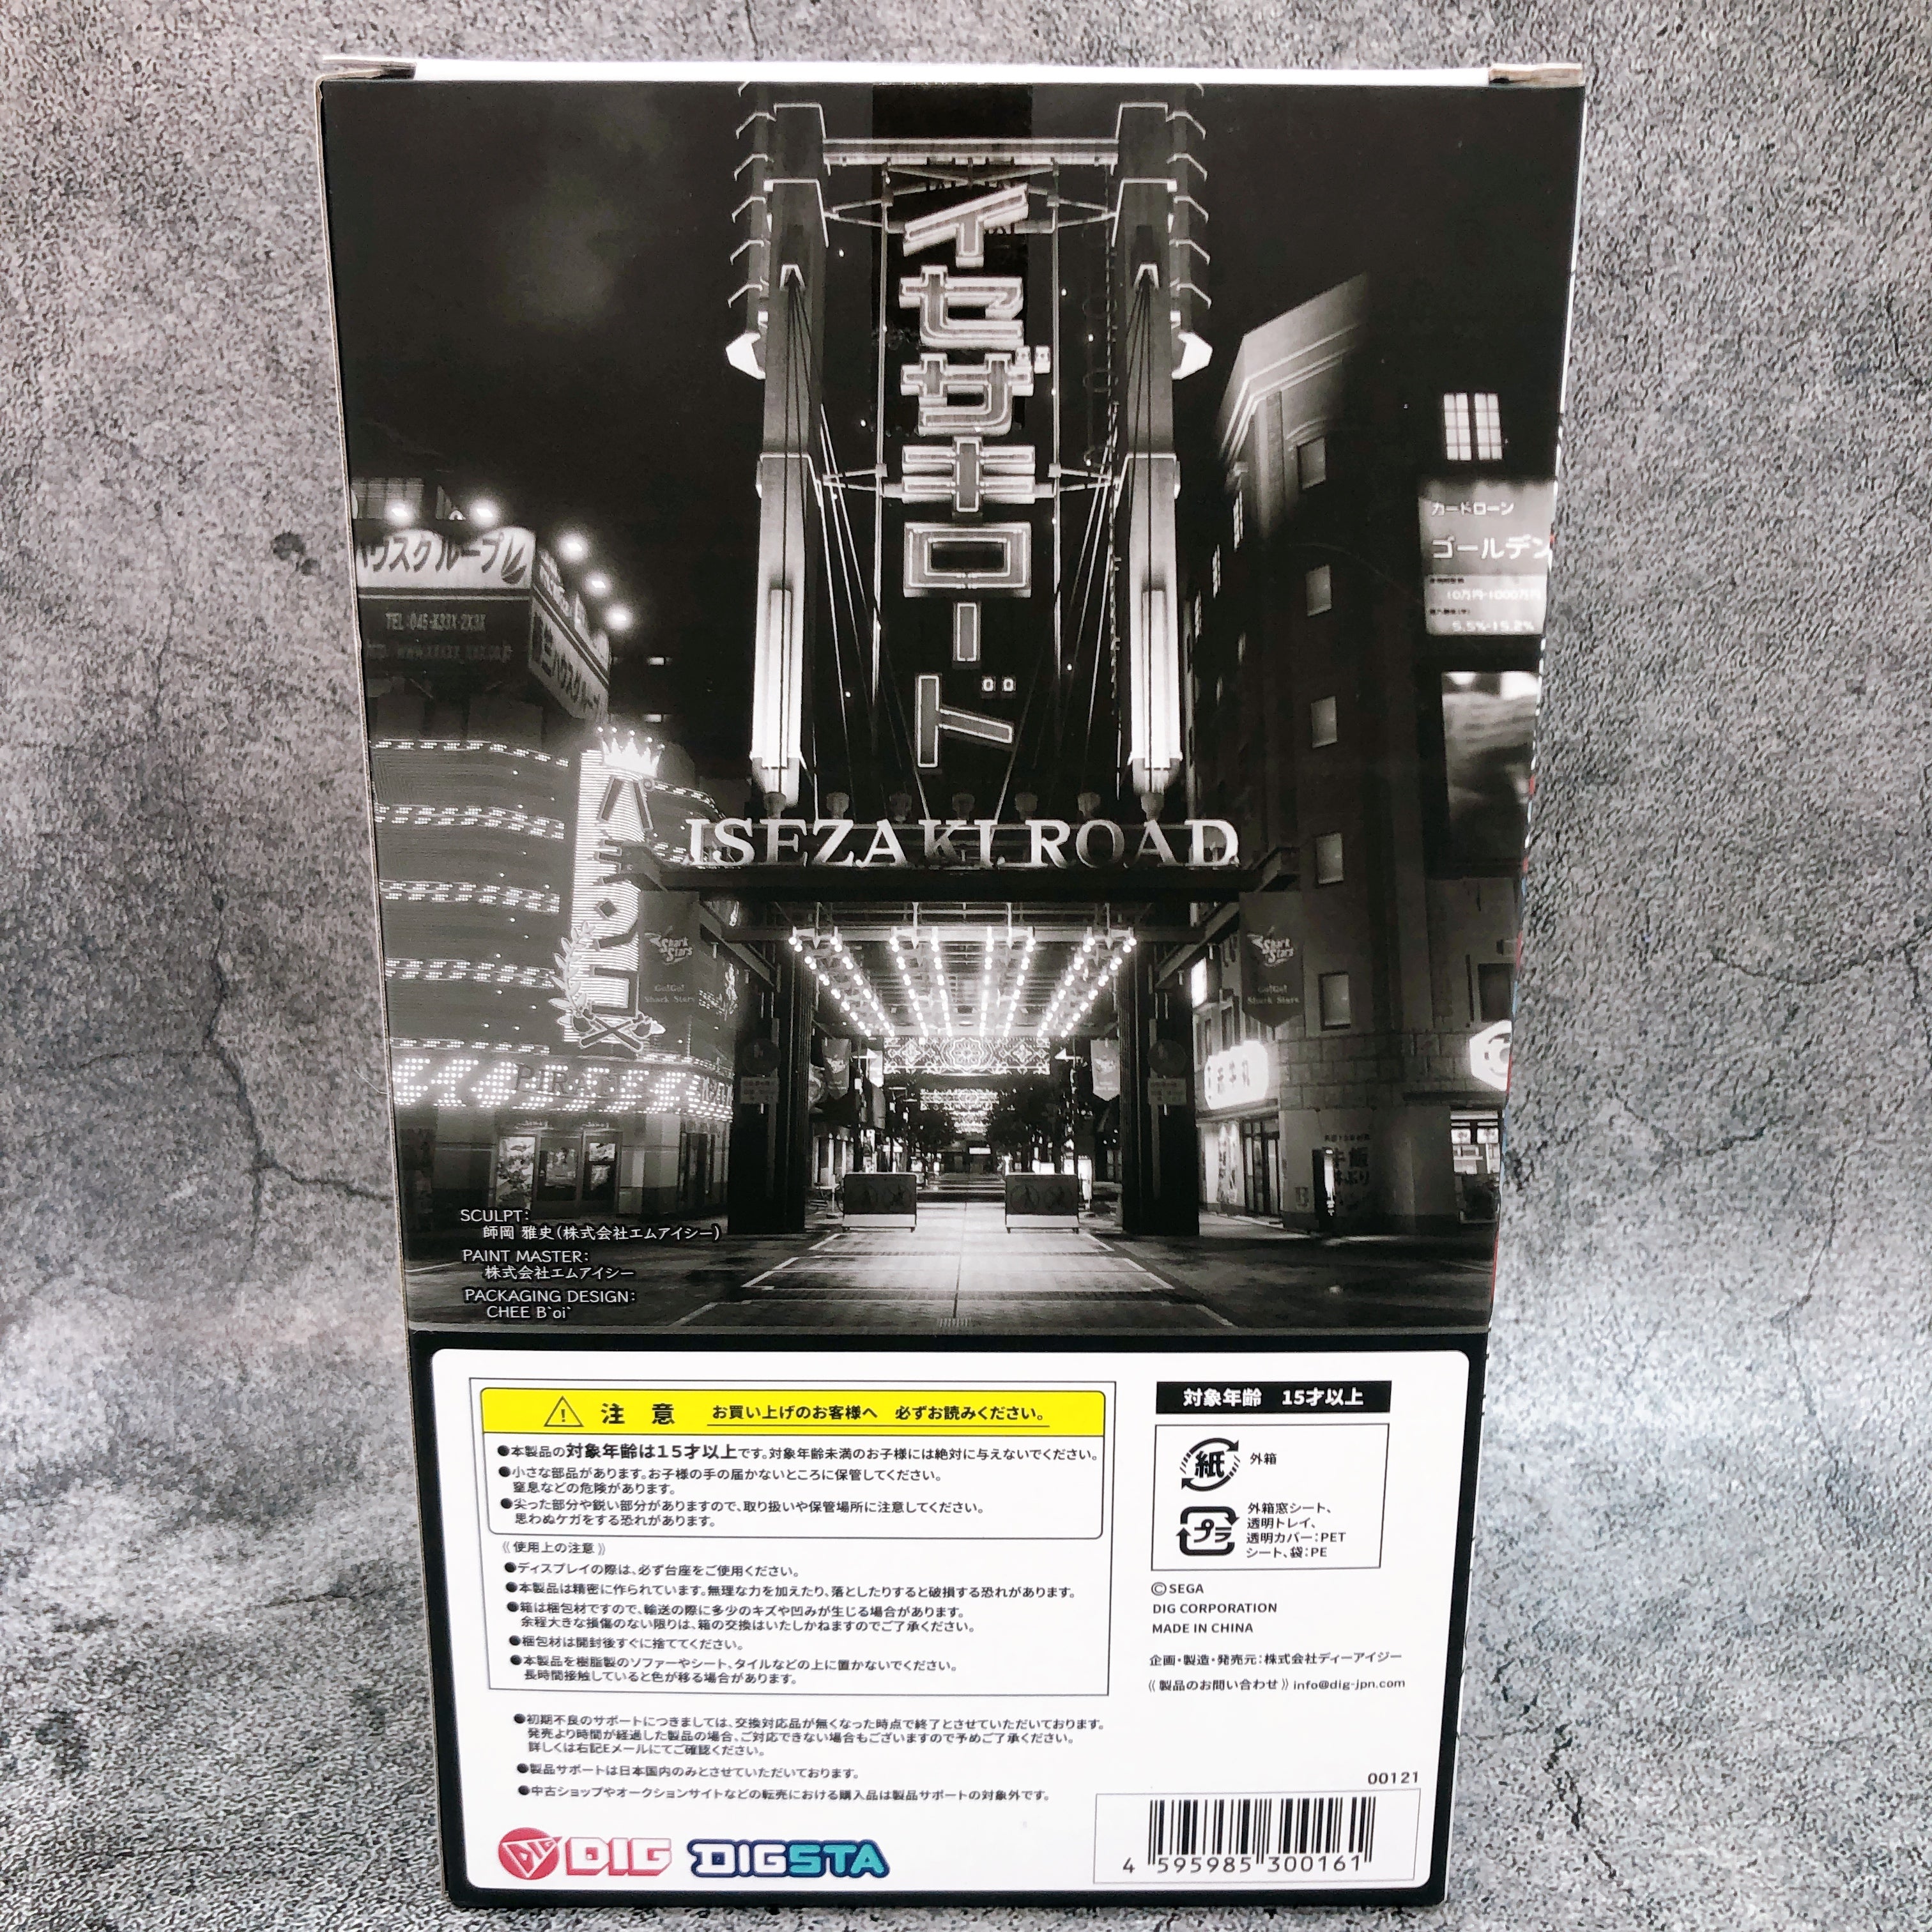 イセザキロード
カードローン
ゴールデン
10万円-1000万円
5.5%-15.2%
ハウスグループ
TEL:045-X33X-2X3X
パチンコ
ISEZAKI ROAD
Shark
Stars
Go!Go!
Shark Stars
Shark
Stars
Go!Go!
Shark Stars
PIRATES
SCULPT:
師岡 雅史(株式会社エムアイシー)
PAINT MASTER:
株式会社エムアイシー
PACKAGING DESIGN:
CHEE B`oi`
注 意 お買い上げのお客様へ 必ずお読みください。
●本製品の対象年齢は15才以上です。対象年齢未満のお子様には絶対に与えないでください。
●小さな部品があります。お子様の手の届かないところに保管してください。
窒息などの危険があります。
●尖った部分や鋭い部分がありますので、取り扱いや保管場所に注意してください。
思わぬケガをする恐れがあります。
《使用上の注意》
●ディスプレイの際は、必ず台座をご使用ください。
●本製品は精密に作られています。無理な力を加えたり、落としたりすると破損する恐れがあります。
●箱は梱包材ですので、輸送の際に多少のキズや凹みが生じる場合があります。
余程大きな損傷のない限りは、箱の交換はいたしかねますのでご了承ください。
●梱包材は開封後すぐに捨ててください。
●本製品を樹脂製のソファーやシート、タイルなどの上に置かないでください。
長時間接触していると色が移る場合があります。
●初期不良のサポートにつきましては、交換対応品が無くなった時点で終了とさせていただいております。
発売より時間が経過した製品の場合、ご対応できない場合もございますので予めご了承ください。
詳しくは右記Eメールにてご確認ください。
●製品サポートは日本国内のみとさせていただいております。
●中古ショップやオークションサイトなどの転売における購入品は製品サポートの対象外です。
DIG DIG DIGSTA
対象年齢 15才以上
紙 外箱
プラ 外箱窓シート、
透明トレイ、
透明カバー:PET
シート、袋:PE
©SEGA
DIG CORPORATION
MADE IN CHINA
企画・製造・発売元:株式会社ディーアイジー
《製品のお問い合わせ》info@dig-jpn.com
00121
4 595985 300161